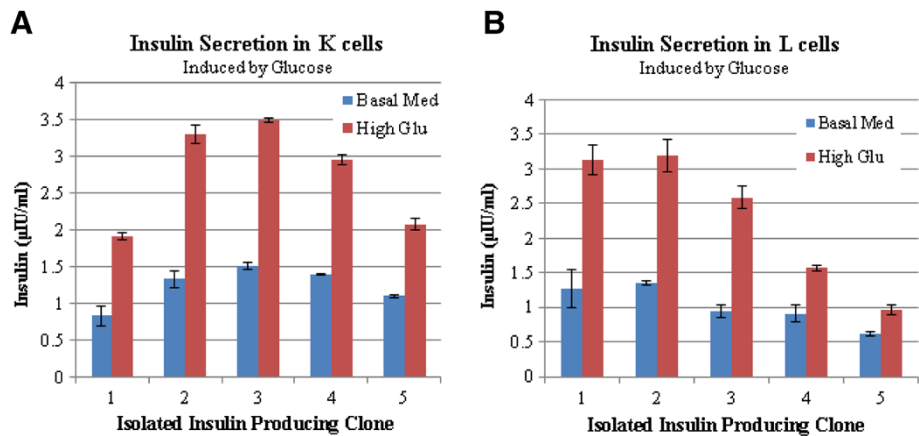 A
Insulin Secretion in K cells
Induced by Glucose
4
3.5
3
2.5
2
1.5
1
0.5
0
Insulin (µIU/ml)
Basal Med
High Glu
1 2 3 4 5
Isolated Insulin Producing Clone
B
Insulin Secretion in L cells
Induced by Glucose
4
3.5
3
2.5
2
1.5
1
0.5
0
Insulin (µIU/ml)
Basal Med
High Glu
1 2 3 4 5
Isolated Insulin Producing Clone